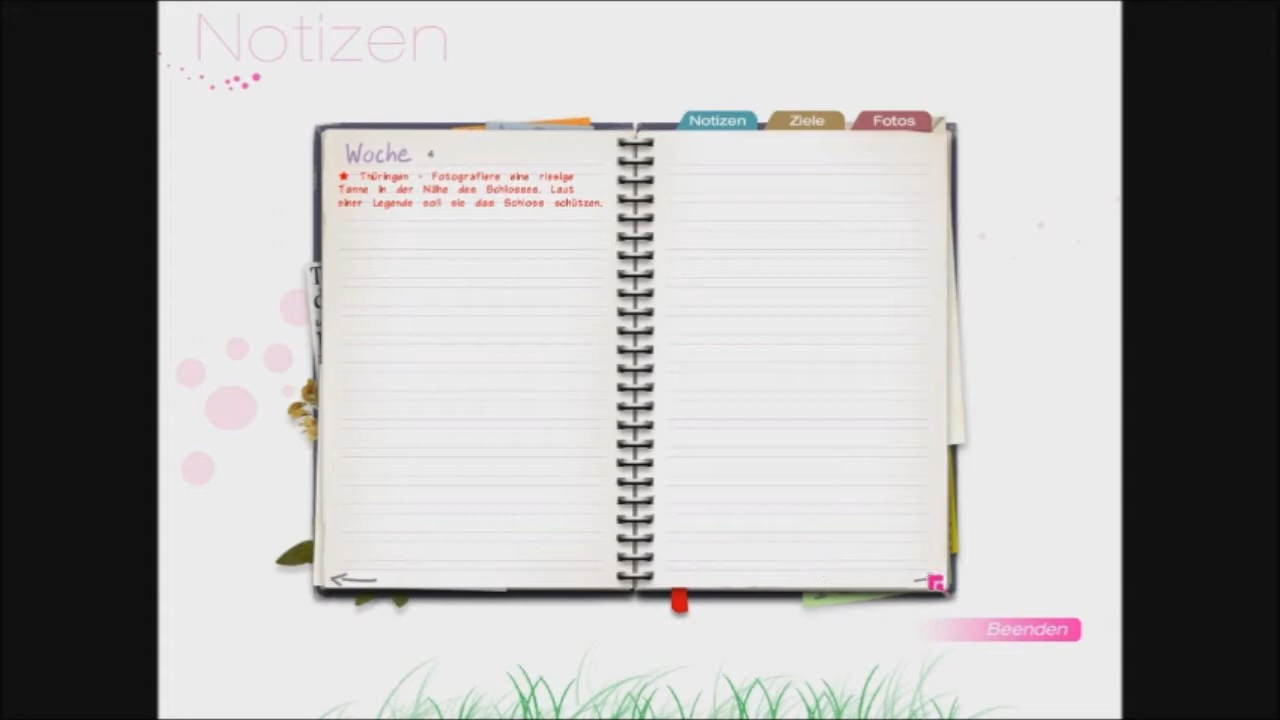 Notizen
Notizen Ziele Fotos
Woche 4
★ Thüringen - Fotografiere eine riesige
Tanne in der Nähe des Schlosses. Laut
einer Legende soll sie das Schloss schützen.
Beenden